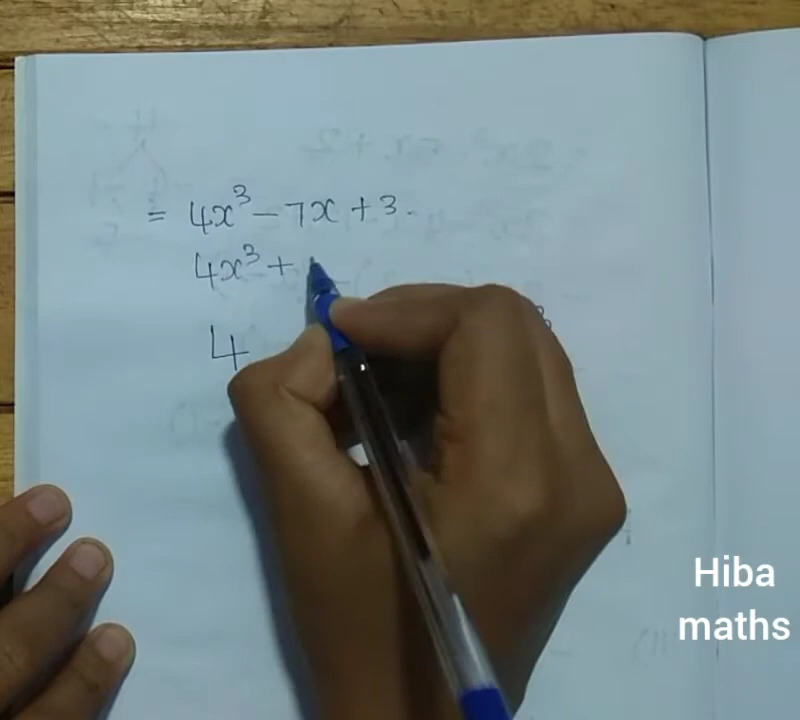 = 4x³ - 7x + 3.
4x³ +
4
Hiba
maths